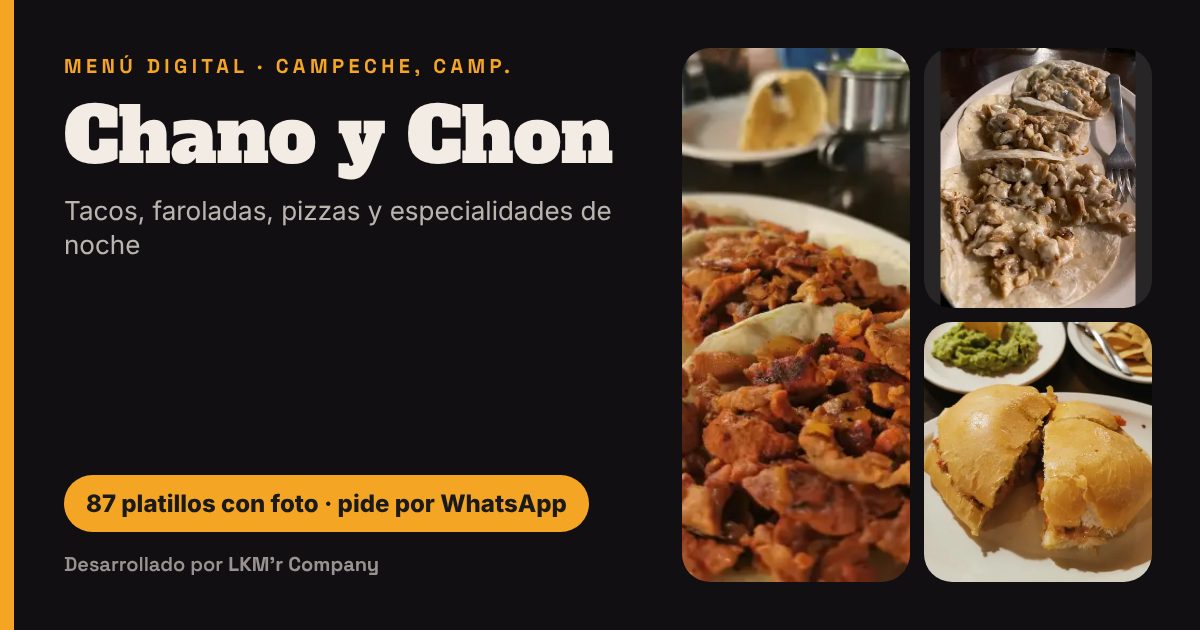 MENÚ DIGITAL · CAMPECHE, CAMP.
Chano y Chon
Tacos, faroladas, pizzas y especialidades de
noche
87 platillos con foto · pide por WhatsApp
Desarrollado por LKM’r Company